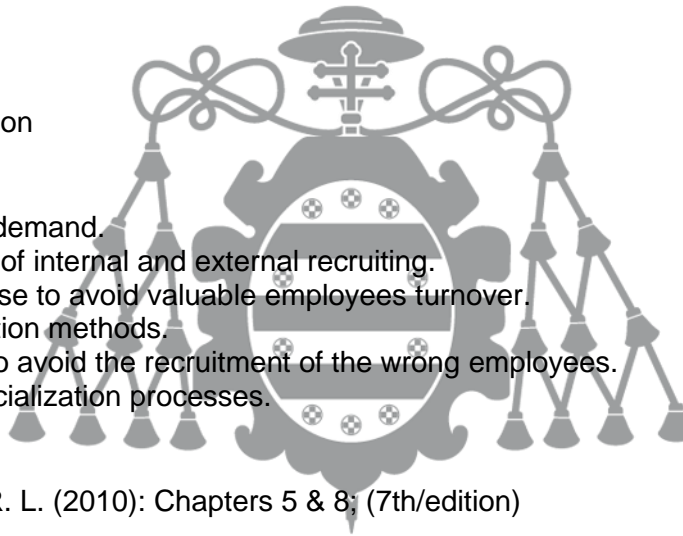 on
demand.
of internal and external recruiting.
se to avoid valuable employees turnover.
tion methods.
o avoid the recruitment of the wrong employees.
cialization processes.
R. L. (2010): Chapters 5 & 8; (7th/edition)